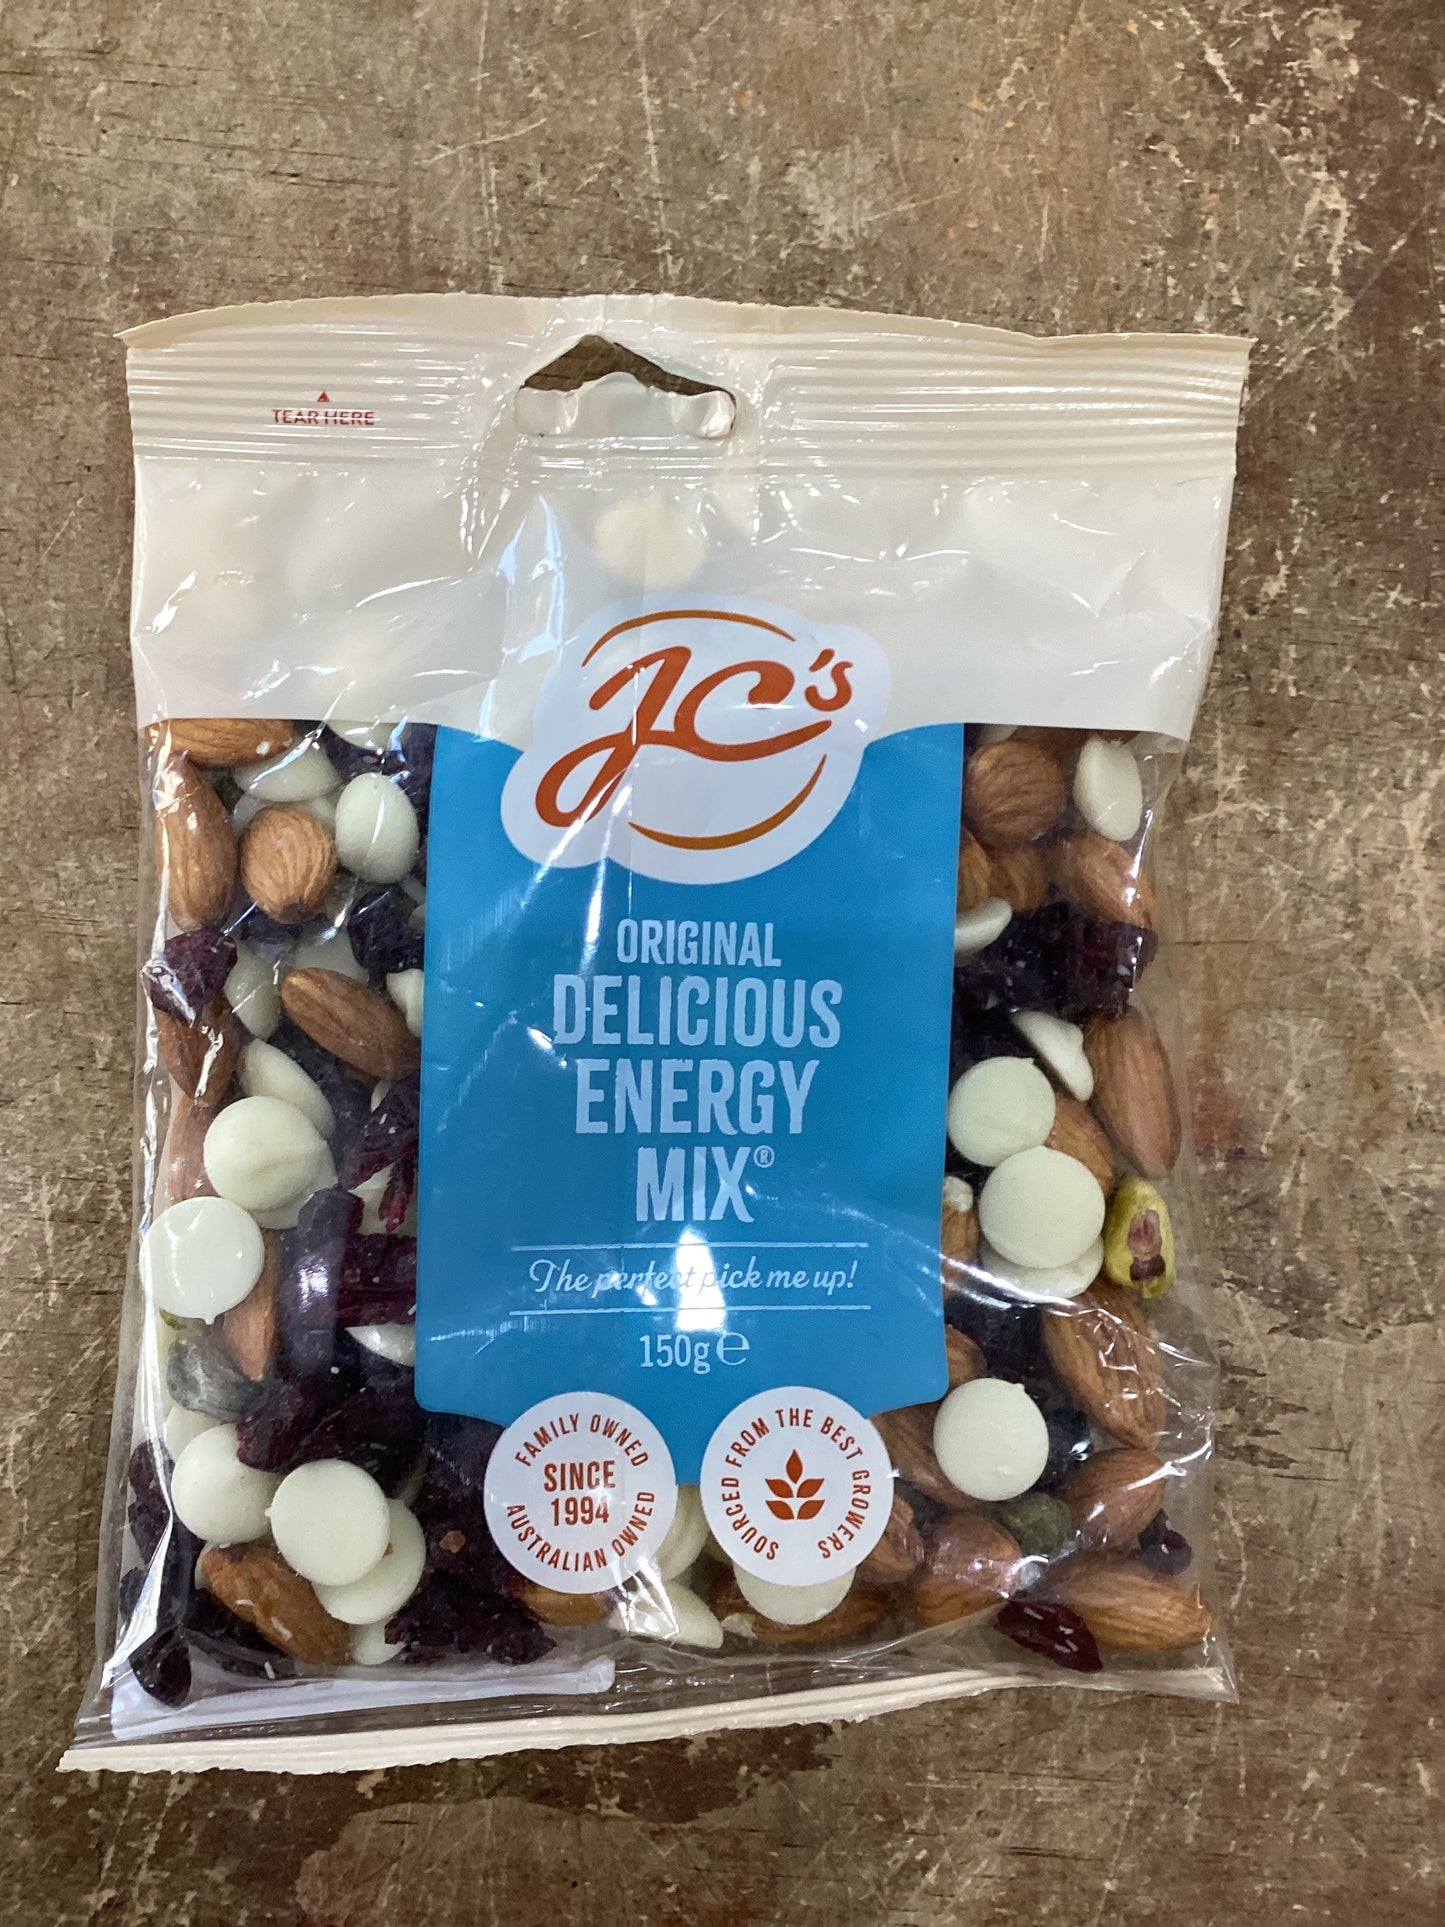 TEAR HERE
JC's
ORIGINAL
DELICIOUS
ENERGY
MIX®
The perfect pick me up!
150g ℮
FAMILY OWNED
SINCE
1994
AUSTRALIAN OWNED
SOURCED FROM THE BEST GROWERS